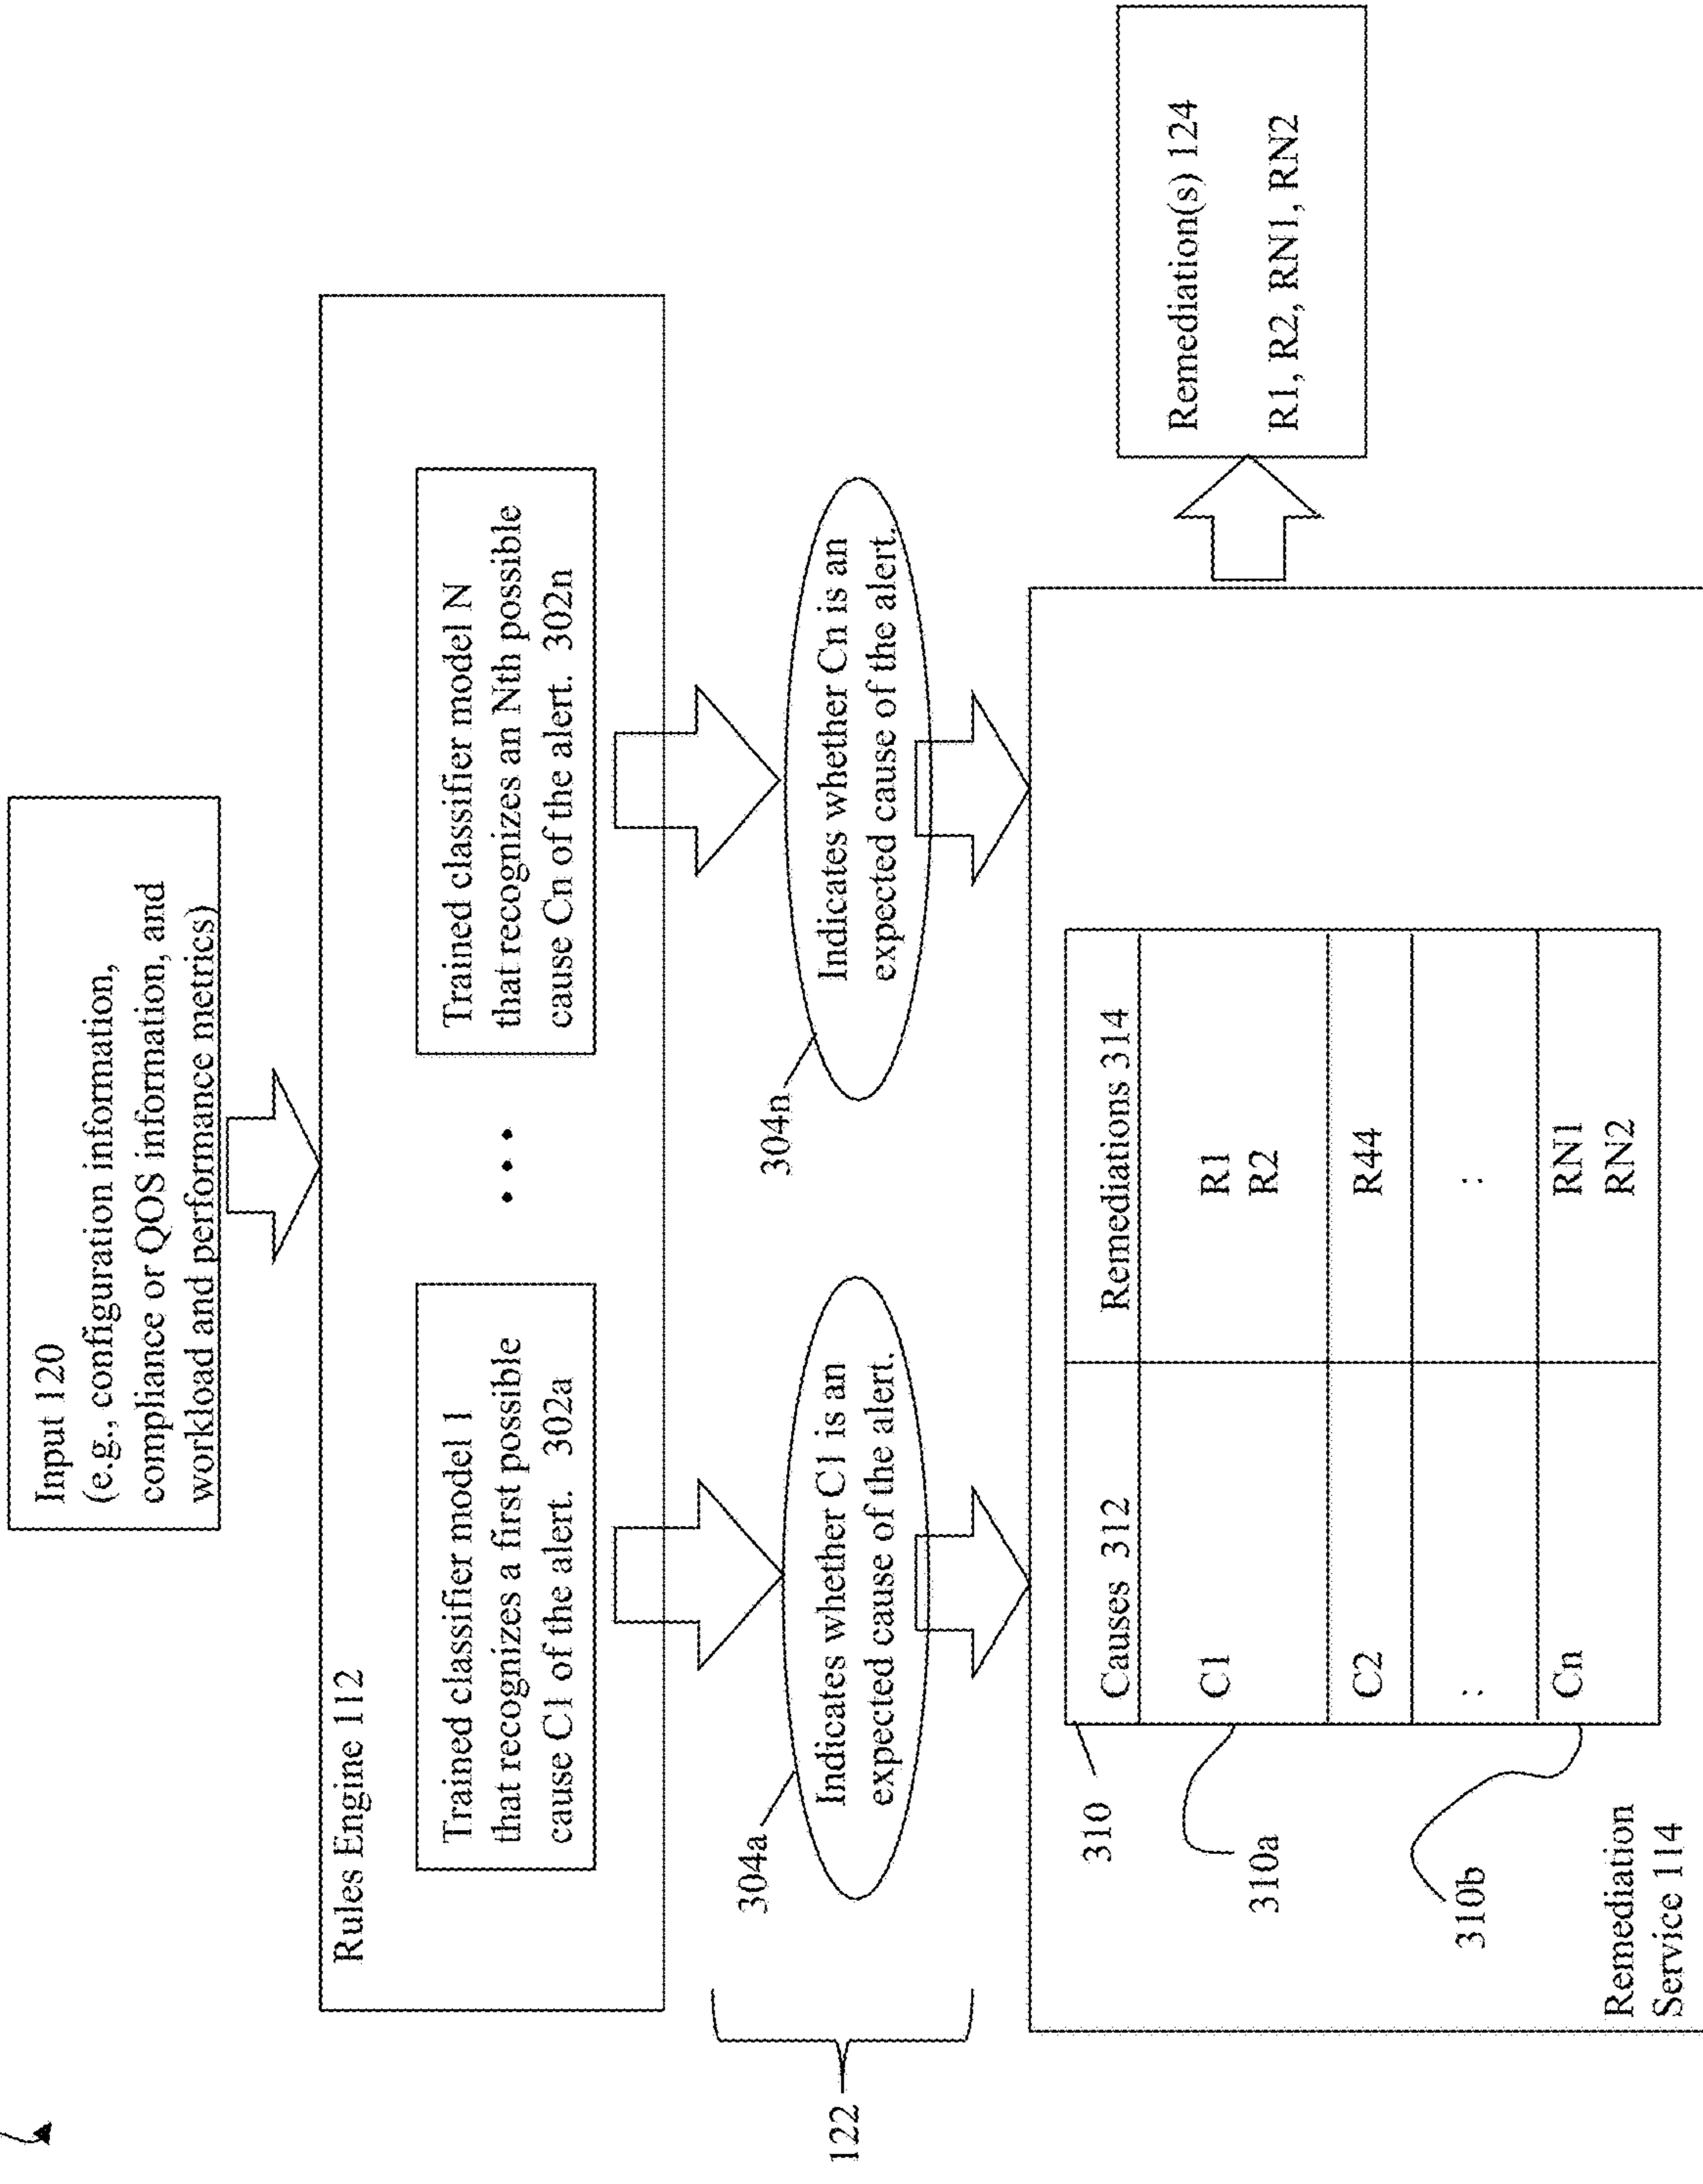 Input 120
(e.g., configuration information,
compliance or QOS information, and
workload and performance metrics)
Rules Engine 112
Trained classifier model 1
that recognizes a first possible
cause C1 of the alert. 302a
• • •
Trained classifier model N
that recognizes an Nth possible
cause Cn of the alert. 302n
122
304a
Indicates whether C1 is an
expected cause of the alert.
304n
Indicates whether Cn is an
expected cause of the alert.
310
Causes 312
Remediations 314
310a
C1
R1
R2
C2
R44
:
:
310b
Cn
RN1
RN2
Remediation
Service 114
Remediation(s) 124
R1, R2, RN1, RN2